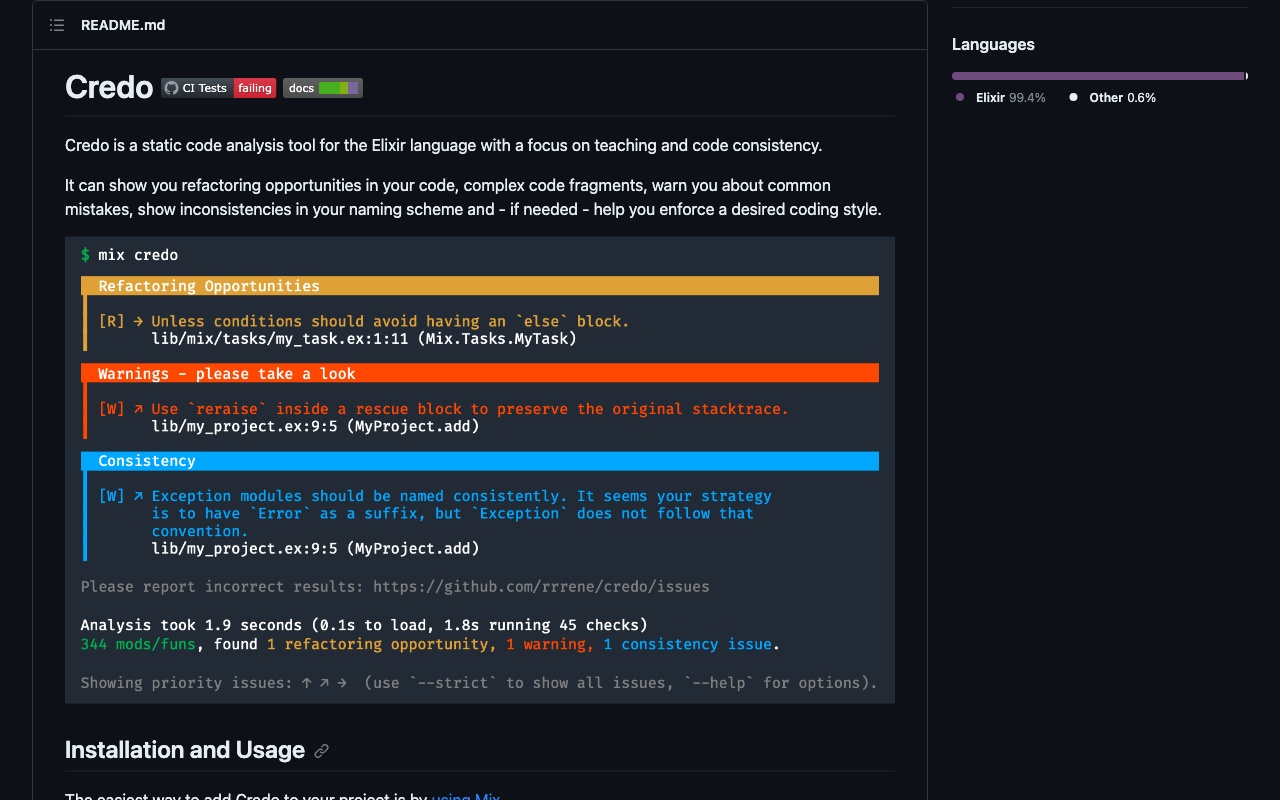 README.md
Languages
Elixir 99.4% Other 0.6%
Credo CI Tests failing docs
Credo is a static code analysis tool for the Elixir language with a focus on teaching and code consistency.
It can show you refactoring opportunities in your code, complex code fragments, warn you about common
mistakes, show inconsistencies in your naming scheme and - if needed - help you enforce a desired coding style.
$ mix credo
Refactoring Opportunities
[R] → Unless conditions should avoid having an `else` block.
lib/mix/tasks/my_task.ex:1:11 (Mix.Tasks.MyTask)
Warnings - please take a look
[W] ↗ Use `reraise` inside a rescue block to preserve the original stacktrace.
lib/my_project.ex:9:5 (MyProject.add)
Consistency
[W] ↗ Exception modules should be named consistently. It seems your strategy
is to have `Error` as a suffix, but `Exception` does not follow that
convention.
lib/my_project.ex:9:5 (MyProject.add)
Please report incorrect results: https://github.com/rrrene/credo/issues
Analysis took 1.9 seconds (0.1s to load, 1.8s running 45 checks)
344 mods/funs, found 1 refactoring opportunity, 1 warning, 1 consistency issue.
Showing priority issues: ↑ ↗ → (use `--strict` to show all issues, `--help` for options).
Installation and Usage
The easiest way to add Credo to your project is by using Mix.